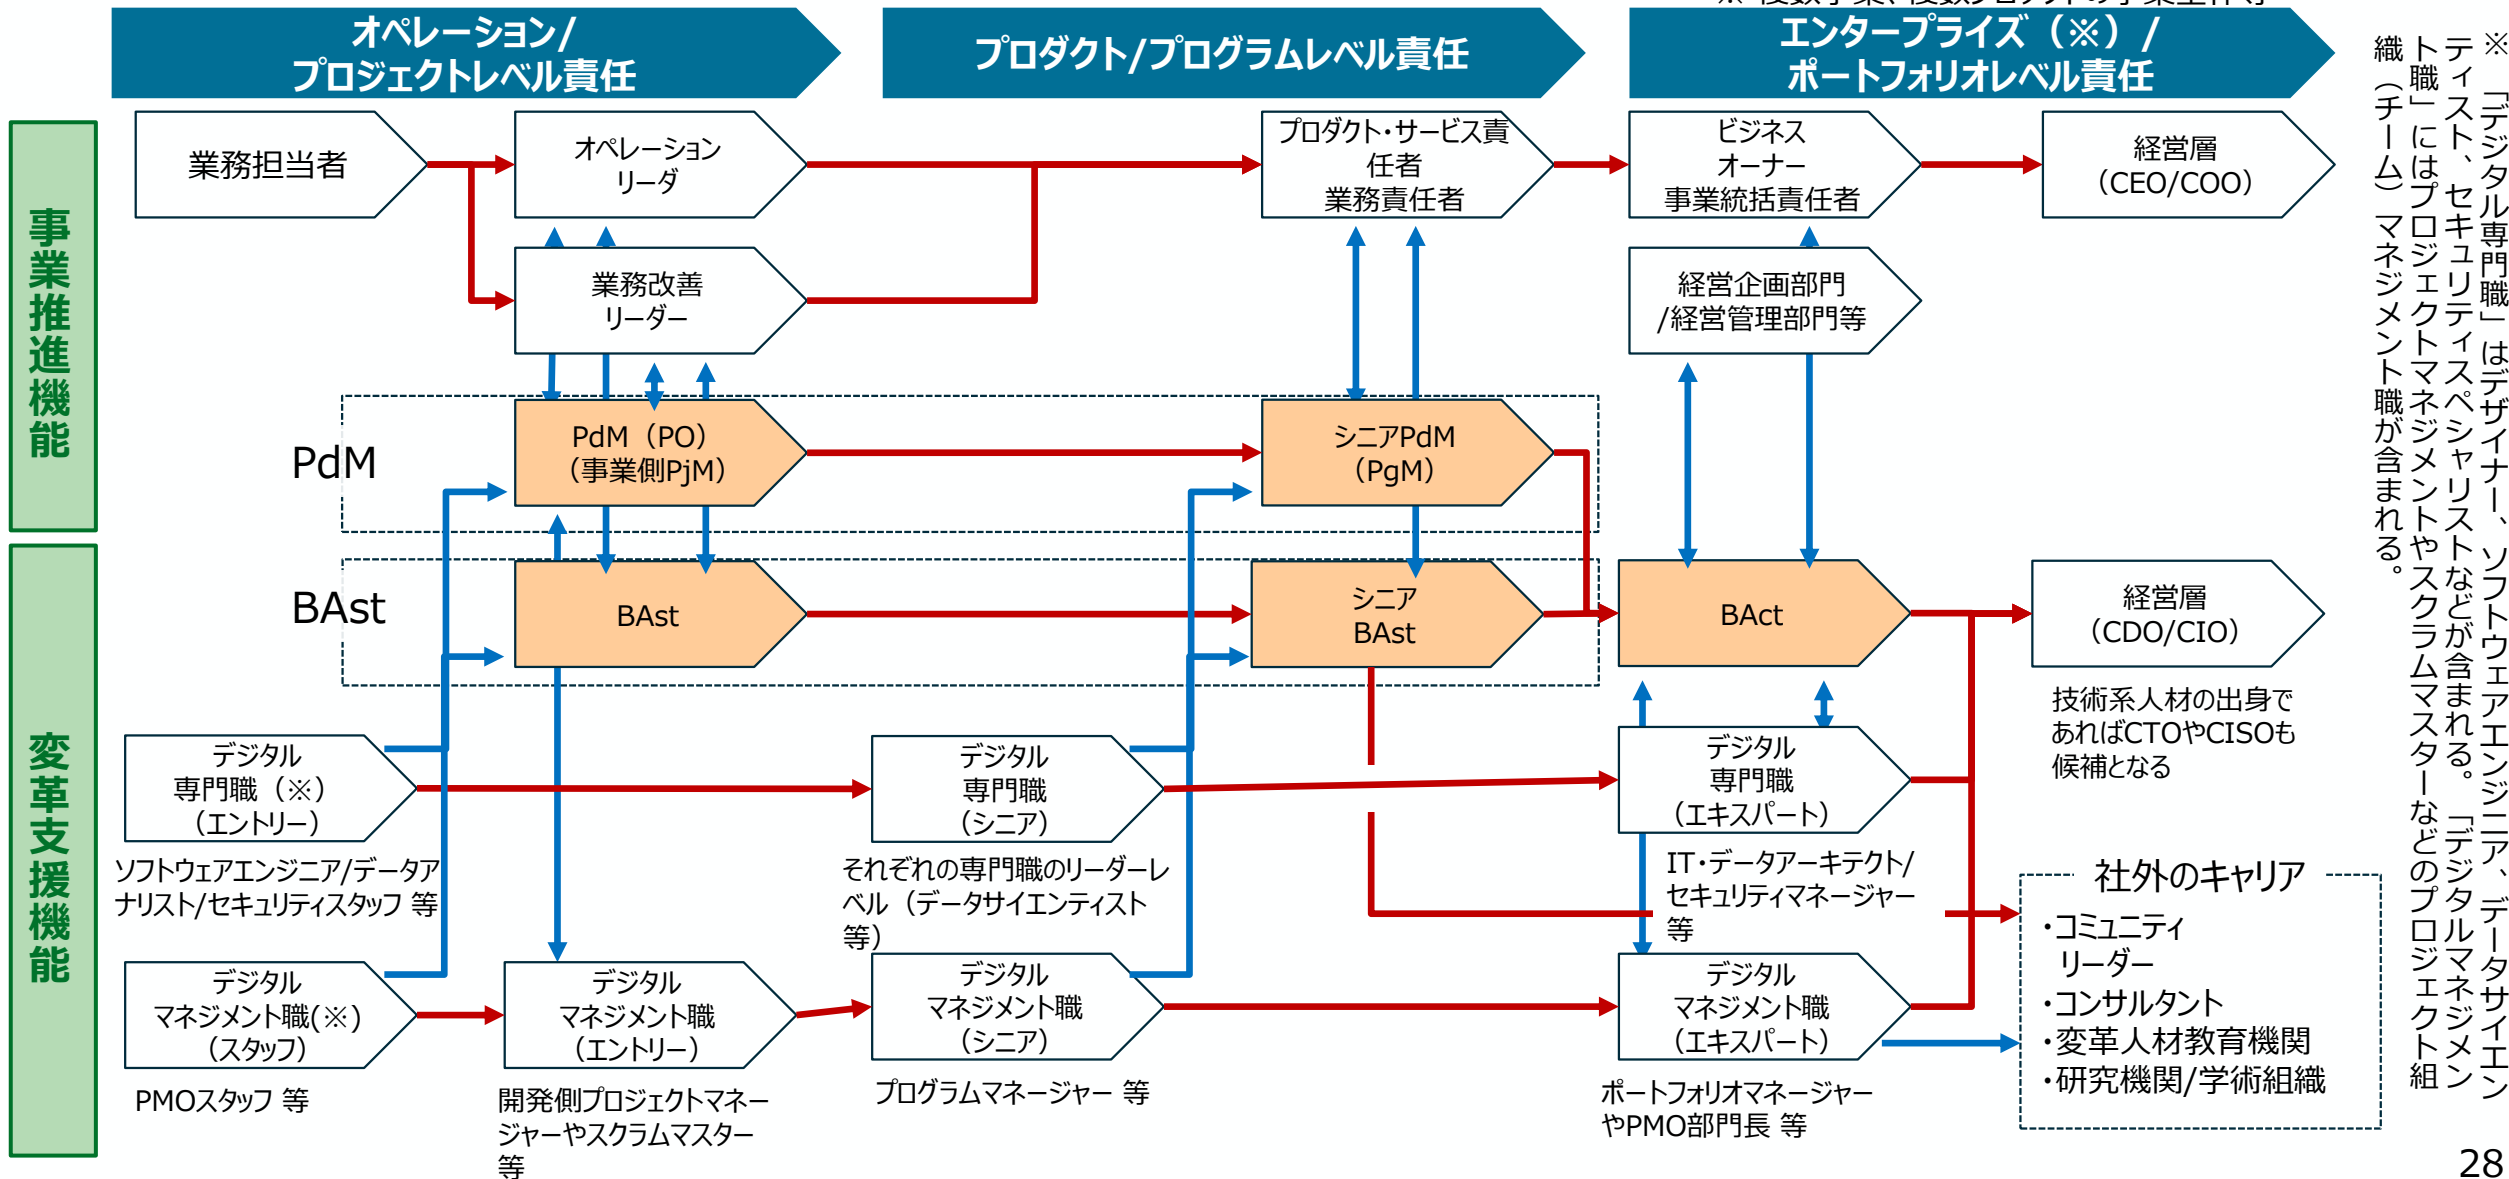 オペレーション/
プロジェクトレベル責任
プロダクト/プログラムレベル責任
エンタープライズ（※）/
ポートフォリオレベル責任
事業推進機能
業務担当者
オペレーション
リーダ
プロダクト・サービス責
任者
業務責任者
ビジネス
オーナー
事業統括責任者
経営層
（CEO/COO）
業務改善
リーダー
経営企画部門
/経営管理部門等
PdM
PdM（PO）
（事業側PjM）
シニアPdM
（PgM）
変革支援機能
BAst
BAst
シニア
BAst
BAct
経営層
（CDO/CIO）
技術系人材の出身で
あればCTOやCISOも
候補となる
デジタル
専門職（※）
（エントリー）
ソフトウェアエンジニア/データア
ナリスト/セキュリティスタッフ 等
デジタル
専門職
（シニア）
それぞれの専門職のリーダーレ
ベル（データサイエンティスト
等）
デジタル
専門職
（エキスパート）
IT・データアーキテクト/
セキュリティマネージャー
等
デジタル
マネジメント職(※)
（スタッフ）
PMOスタッフ 等
デジタル
マネジメント職
（エントリー）
開発側プロジェクトマネー
ジャーやスクラムマスター
等
デジタル
マネジメント職
（シニア）
プログラムマネージャー 等
デジタル
マネジメント職
（エキスパート）
ポートフォリオマネージャー
やPMO部門長 等
社外のキャリア
・コミュニティ
リーダー
・コンサルタント
・変革人材教育機関
・研究機関/学術組織
※ 「デジタル専門職」はデザイナー、ソフトウェアエンジニア、データサイエン
ティスト、セキュリティスペシャリストなどが含まれる。「デジタルマネジメン
ト職」にはプロジェクトマネジメントやスクラムマスターなどのプロジェクト組
織（チーム）マネジメント職が含まれる。
28